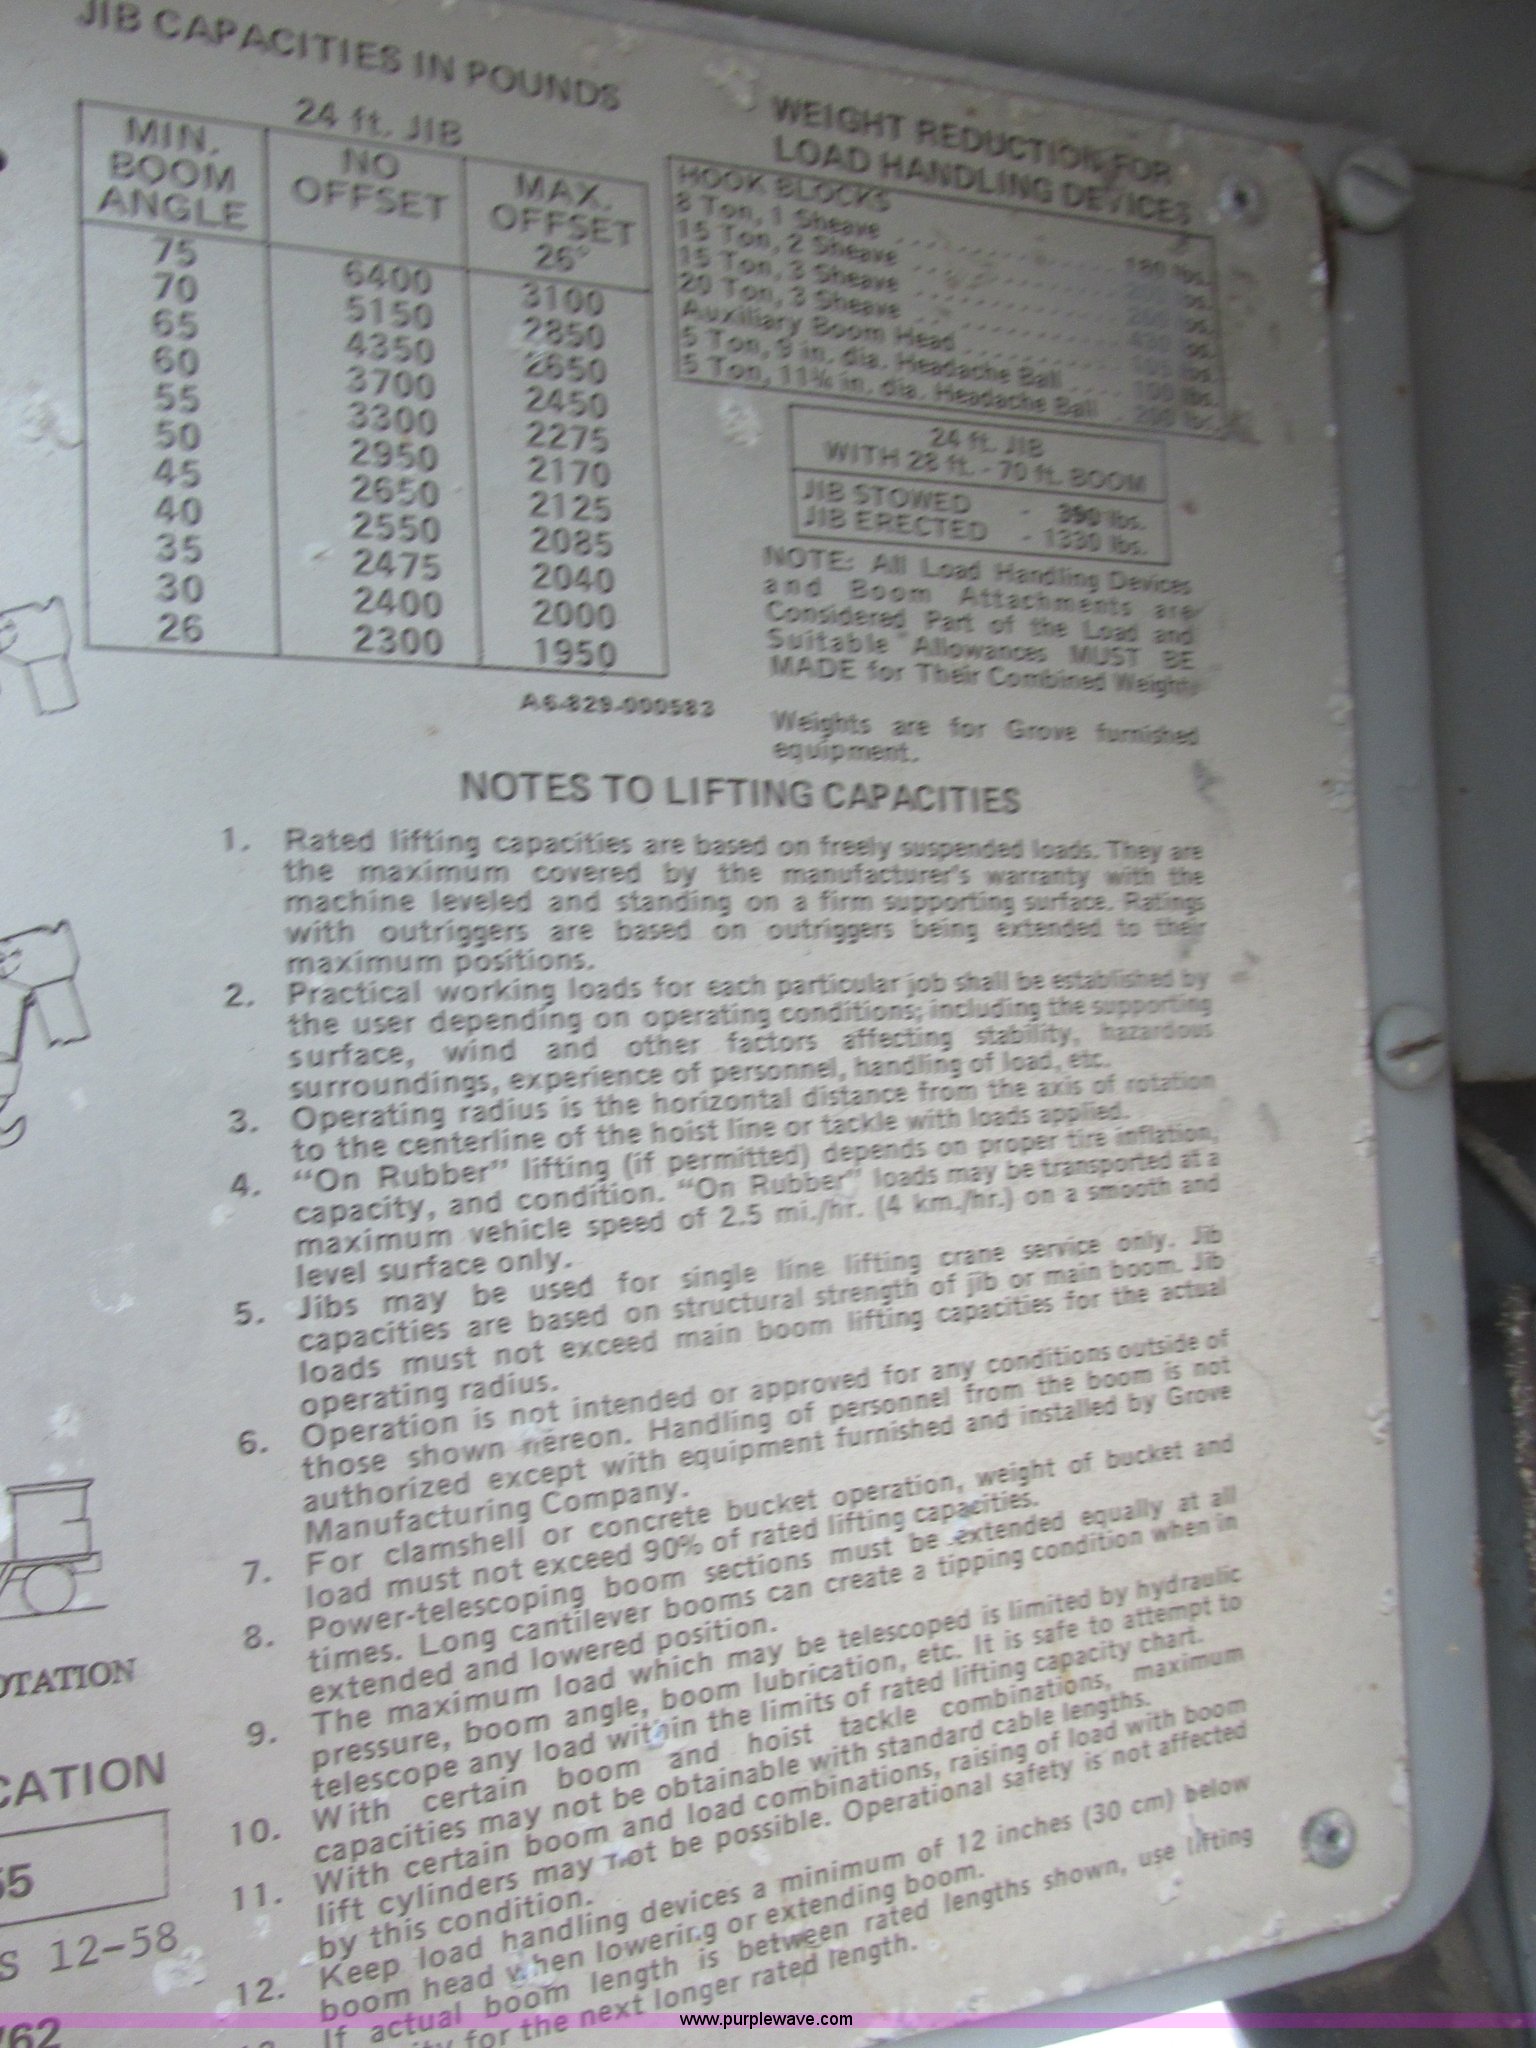 JIB CAPACITIES IN POUNDS
24 ft. JIB
MIN. BOOM ANGLE NO OFFSET MAX. OFFSET 26°
75 6400 3100
70 5150 2850
65 4350 2650
60 3700 2450
55 3300 2275
50 2950 2170
45 2650 2125
40 2550 2085
35 2475 2040
30 2400 2000
26 2300 1950
A6-829-000583
WEIGHT REDUCTION FOR
LOAD HANDLING DEVICES
HOOK BLOCKS
8 Ton, 1 Sheave 180 lbs.
15 Ton, 2 Sheave lbs.
15 Ton, 3 Sheave lbs.
20 Ton, 3 Sheave lbs.
Auxiliary Boom Head lbs.
5 Ton, 9 in. dia. Headache Ball 100 lbs.
5 Ton, 11¾ in. dia. Headache Ball 200 lbs.
24 ft. JIB
WITH 28 ft. - 70 ft. BOOM
JIB STOWED - 390 lbs.
JIB ERECTED - 1330 lbs.
NOTE: All Load Handling Devices
and Boom Attachments are
Considered Part of the Load and
Suitable Allowances MUST BE
MADE for Their Combined Weights
Weights are for Grove furnished
equipment.
NOTES TO LIFTING CAPACITIES
1. Rated lifting capacities are based on freely suspended loads. They are
the maximum covered by the manufacturer's warranty with the
machine leveled and standing on a firm supporting surface. Ratings
with outriggers are based on outriggers being extended to their
maximum positions.
2. Practical working loads for each particular job shall be established by
the user depending on operating conditions; including the supporting
surface, wind and other factors affecting stability, hazardous
surroundings, experience of personnel, handling of load, etc.
3. Operating radius is the horizontal distance from the axis of rotation
to the centerline of the hoist line or tackle with loads applied.
4. "On Rubber" lifting (if permitted) depends on proper tire inflation,
capacity, and condition. "On Rubber" loads may be transported at a
maximum vehicle speed of 2.5 mi./hr. (4 km./hr.) on a smooth and
level surface only.
5. Jibs may be used for single line lifting crane service only. Jib
capacities are based on structural strength of jib or main boom. Jib
loads must not exceed main boom lifting capacities for the actual
operating radius.
6. Operation is not intended or approved for any conditions outside of
those shown hereon. Handling of personnel from the boom is not
authorized except with equipment furnished and installed by Grove
Manufacturing Company.
7. For clamshell or concrete bucket operation, weight of bucket and
load must not exceed 90% of rated lifting capacities.
8. Power-telescoping boom sections must be extended equally at all
times. Long cantilever booms can create a tipping condition when in
extended and lowered position.
9. The maximum load which may be telescoped is limited by hydraulic
pressure, boom angle, boom lubrication, etc. It is safe to attempt to
telescope any load within the limits of rated lifting capacity chart.
10. With certain boom and hoist tackle combinations, maximum
capacities may not be obtainable with standard cable lengths.
11. With certain boom and load combinations, raising of load with boom
lift cylinders may not be possible. Operational safety is not affected
by this condition.
12. Keep load handling devices a minimum of 12 inches (30 cm) below
boom head when lowering or extending boom.
If actual boom length is between rated lengths shown, use lifting
for the next longer rated length.
OTATION
CATION
55
S 12-58
762
www.purplewave.com